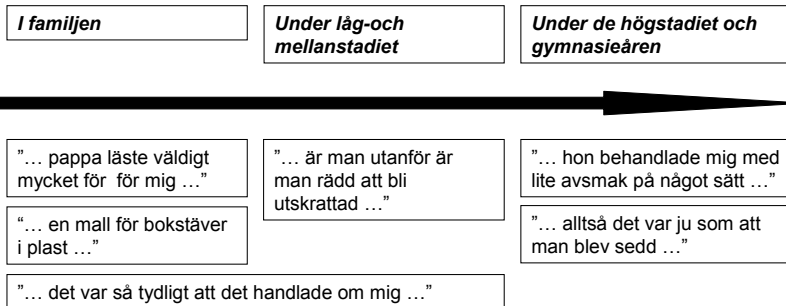 I familjen
Under låg-och
mellanstadiet
Under de högstadiet och
gymnasieåren
”… pappa läste väldigt
mycket för  för mig …”
”… är man utanför är
man rädd att bli
utskrattad …”
”… hon behandlade mig med
lite avsmak på något sätt …”
“… en mall för bokstäver
i plast …”
”… alltså det var ju som att
man blev sedd …”
”… det var så tydligt att det handlade om mig …”